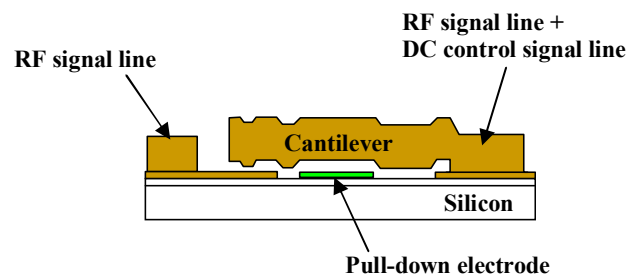 RF signal line
RF signal line +
DC control signal line
Cantilever
Silicon
Pull-down electrode